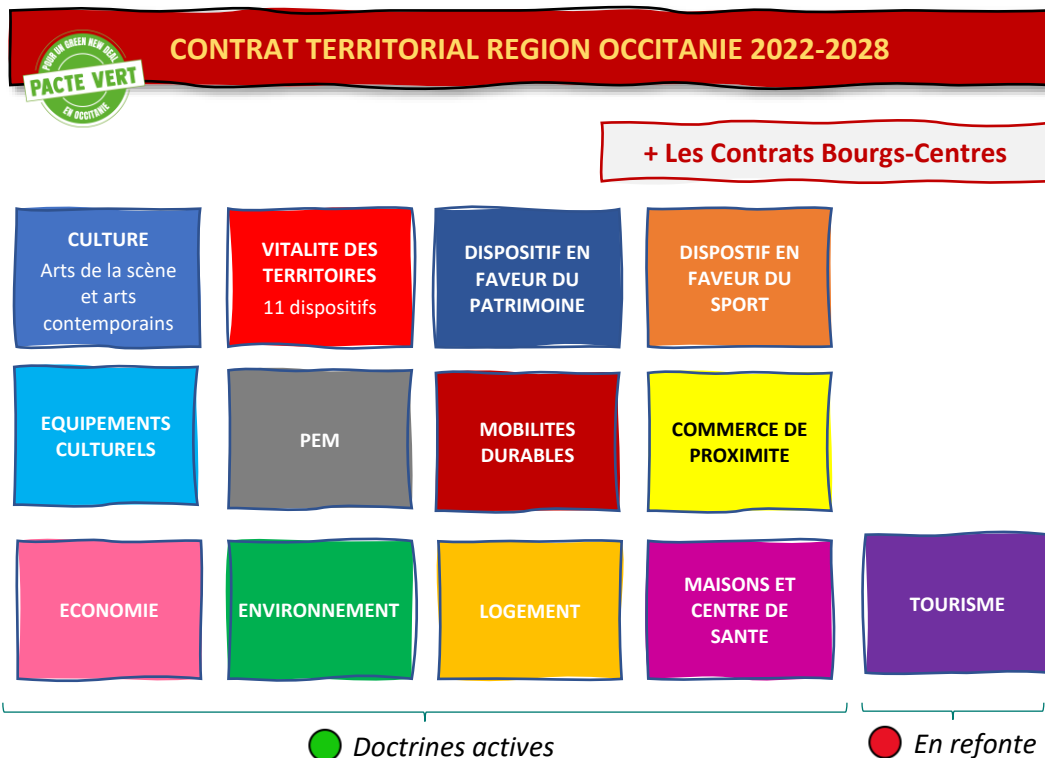 CONTRAT TERRITORIAL REGION OCCITANIE 2022-2028
POUR UN GREEN NEW DEAL
PACTE VERT
EN OCCITANIE
+ Les Contrats Bourgs-Centres
CULTURE
Arts de la scène
et arts
contemporains
VITALITE DES
TERRITOIRES
11 dispositifs
DISPOSITIF EN
FAVEUR DU
PATRIMOINE
DISPOSTIF EN
FAVEUR DU
SPORT
EQUIPEMENTS
CULTURELS
PEM
MOBILITES
DURABLES
COMMERCE DE
PROXIMITE
ECONOMIE
ENVIRONNEMENT
LOGEMENT
MAISONS ET
CENTRE DE
SANTE
TOURISME
Doctrines actives
En refonte